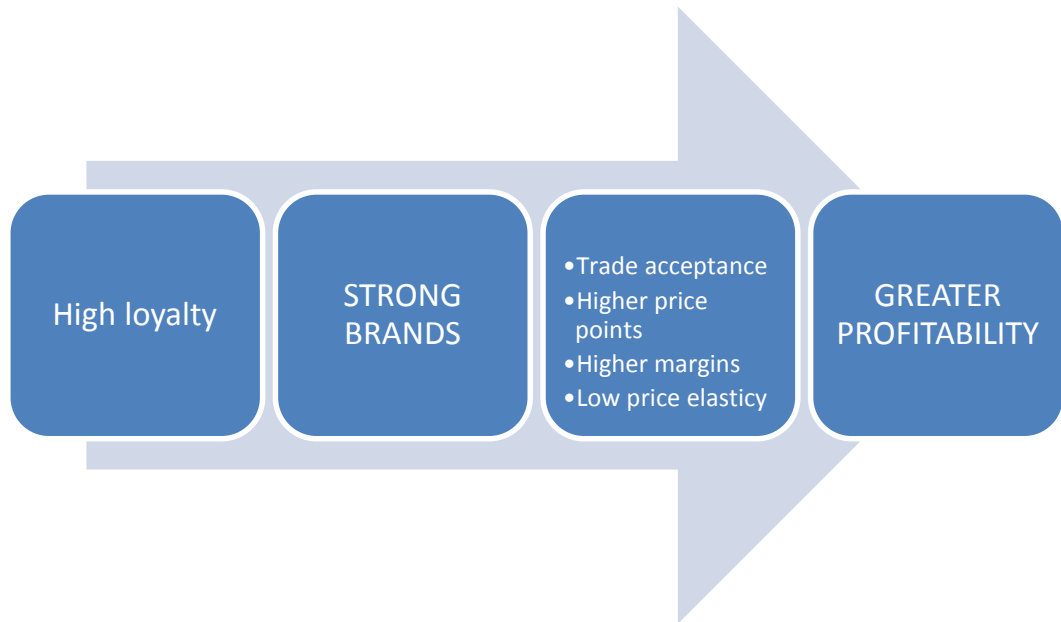 High loyalty
STRONG
BRANDS
•Trade acceptance
•Higher price
points
•Higher margins
•Low price elasticy
GREATER
PROFITABILITY